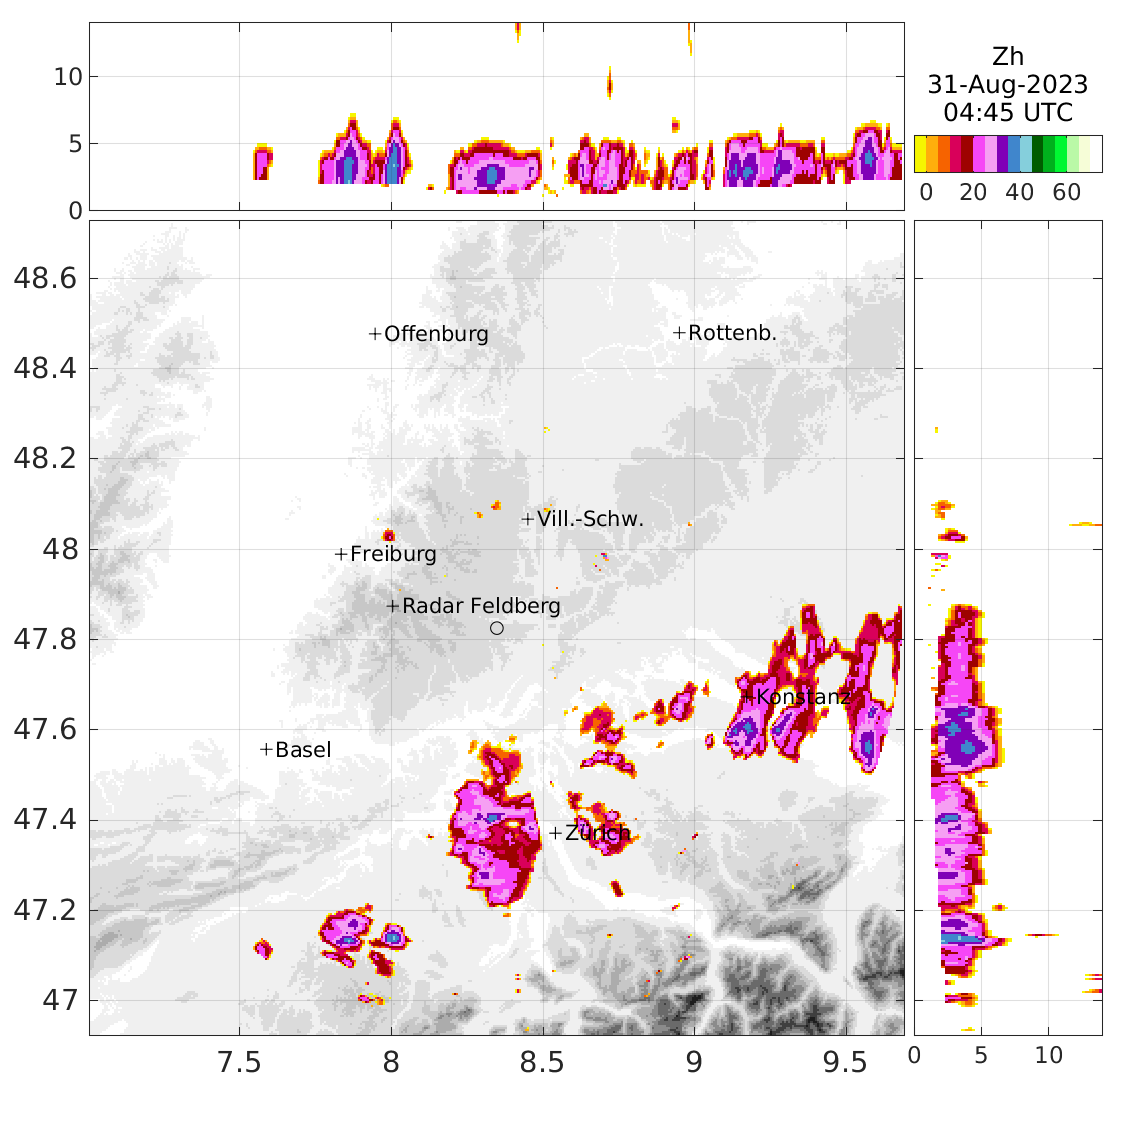 10
5
0
Zh
31-Aug-2023
04:45 UTC
0 20 40 60
48.6
48.4
48.2
48
47.8
47.6
47.4
47.2
47
+Offenburg
+Rottenb.
+Vill.-Schw.
+Freiburg
+Radar Feldberg
+Konstanz
+Basel
+Zürich
7.5 8 8.5 9 9.5
0 5 10